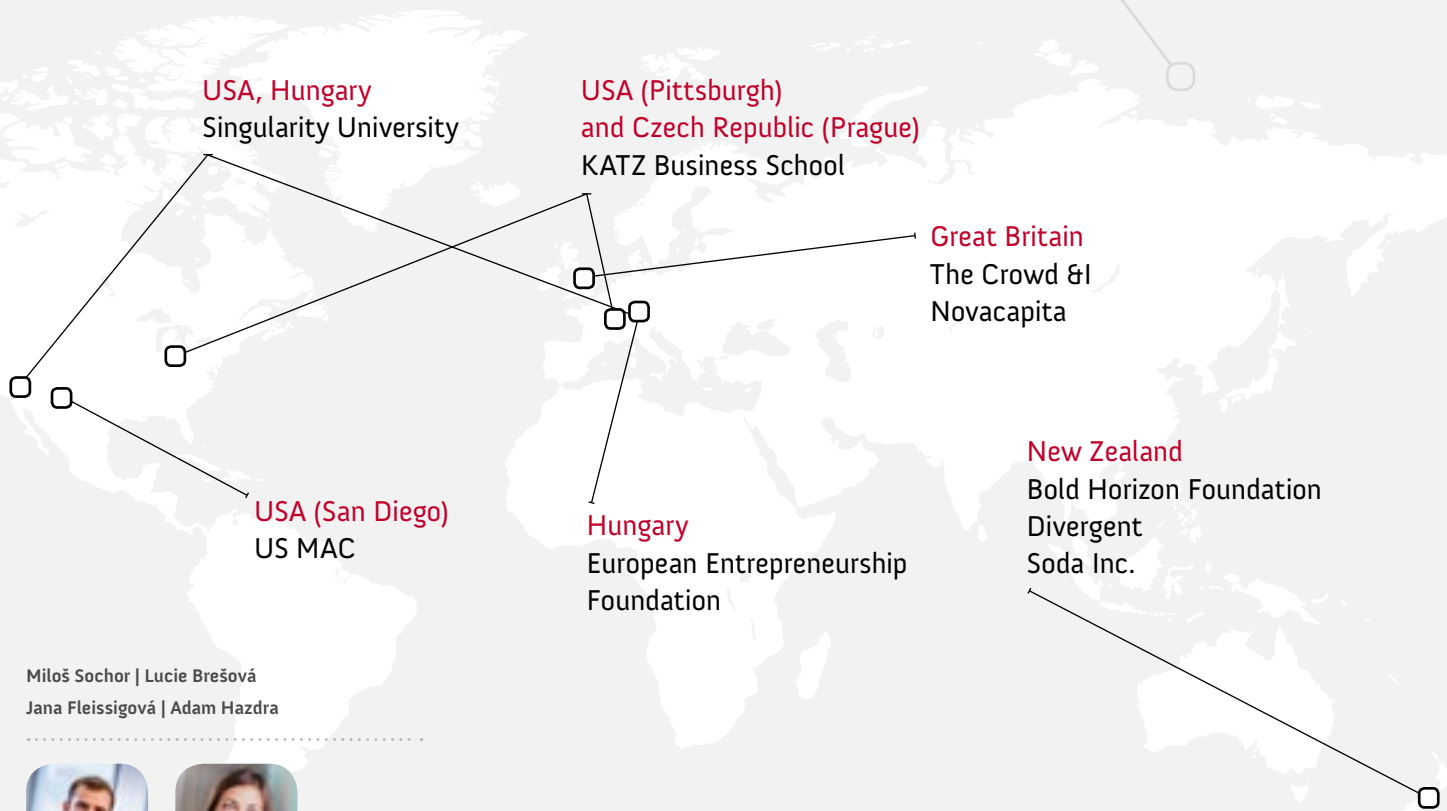 USA, Hungary
Singularity University
USA (Pittsburgh)
and Czech Republic (Prague)
KATZ Business School
Great Britain
The Crowd &I
Novacapita
New Zealand
Bold Horizon Foundation
Divergent
Soda Inc.
USA (San Diego)
US MAC
Hungary
European Entrepreneurship
Foundation
Miloš Sochor | Lucie Brešová
Jana Fleissigová | Adam Hazdra